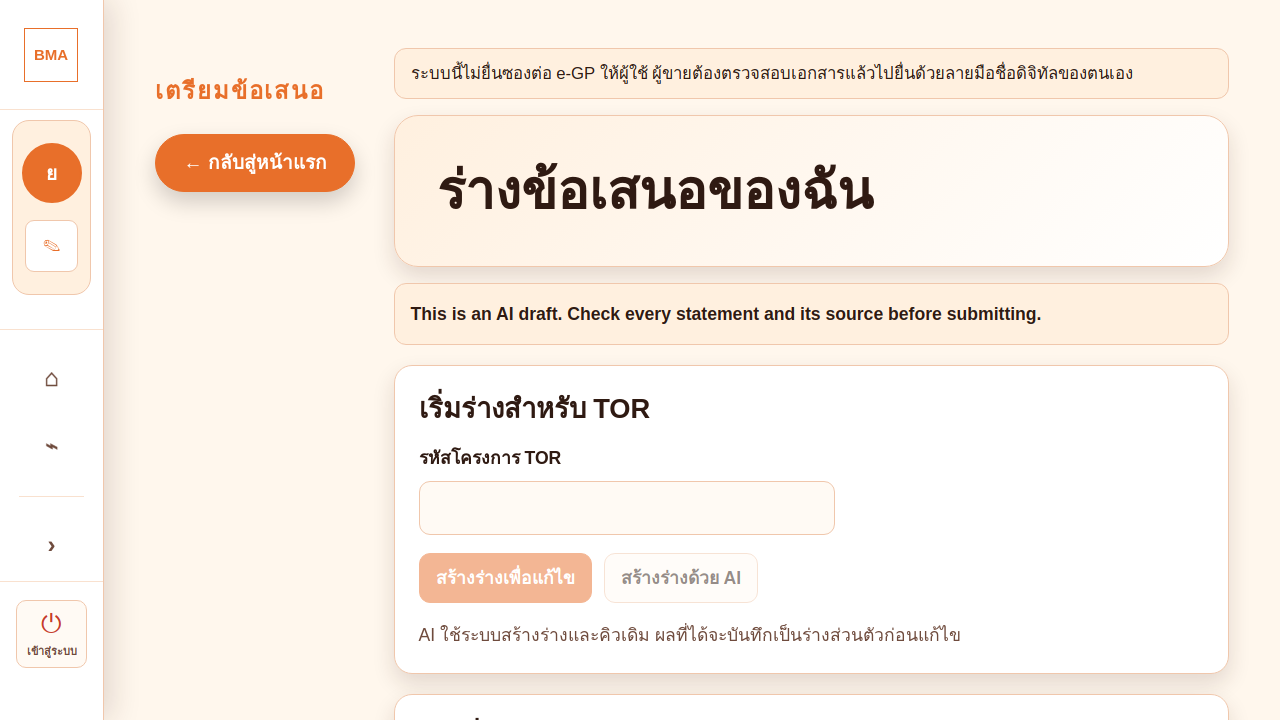 BMA
ย
เข้าสู่ระบบ
เตรียมข้อเสนอ
← กลับสู่หน้าแรก
ระบบนี้ไม่ยื่นซองต่อ e-GP ให้ผู้ใช้ ผู้ขายต้องตรวจสอบเอกสารแล้วไปยื่นด้วยลายมือชื่อดิจิทัลของตนเอง
ร่างข้อเสนอของฉัน
This is an AI draft. Check every statement and its source before submitting.
เริ่มร่างสำหรับ TOR
รหัสโครงการ TOR
สร้างร่างเพื่อแก้ไข
สร้างร่างด้วย AI
AI ใช้ระบบสร้างร่างและคิวเดิม ผลที่ได้จะบันทึกเป็นร่างส่วนตัวก่อนแก้ไข